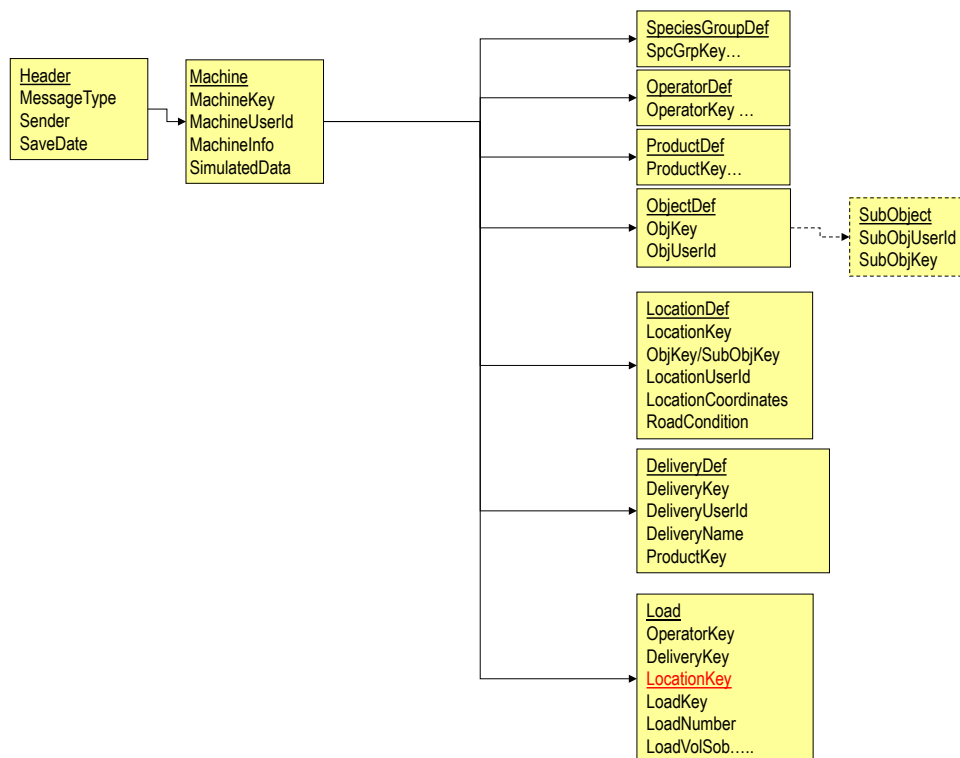 Header
MessageType
Sender
SaveDate
Machine
MachineKey
MachineUserId
MachineInfo
SimulatedData
SpeciesGroupDef
SpcGrpKey…
OperatorDef
OperatorKey …
ProductDef
ProductKey…
ObjectDef
ObjKey
ObjUserId
SubObject
SubObjUserId
SubObjKey
LocationDef
LocationKey
ObjKey/SubObjKey
LocationUserId
LocationCoordinates
RoadCondition
DeliveryDef
DeliveryKey
DeliveryUserId
DeliveryName
ProductKey
Load
OperatorKey
DeliveryKey
LocationKey
LoadKey
LoadNumber
LoadVolSob…..